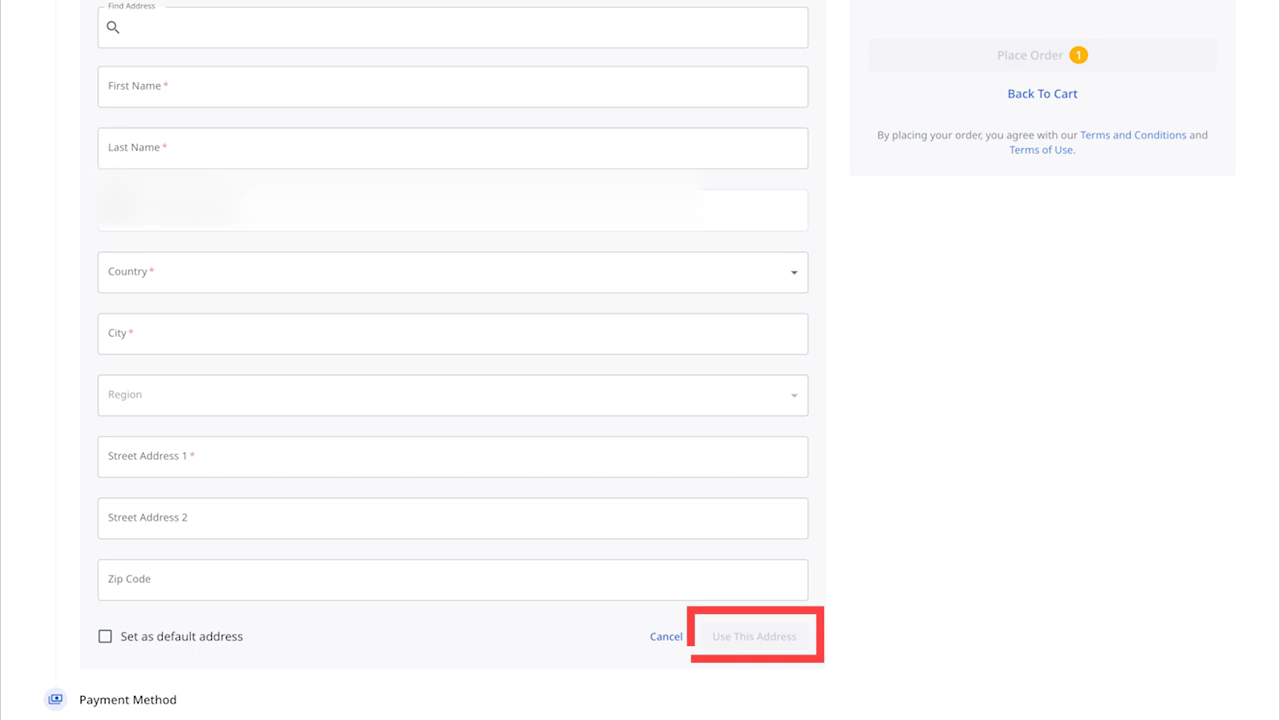 Find Address
First Name *
Last Name *
Country *
City *
Region
Street Address 1 *
Street Address 2
Zip Code
Set as default address
Cancel
Use This Address
Payment Method
Place Order 1
Back To Cart
By placing your order, you agree with our Terms and Conditions and
Terms of Use.